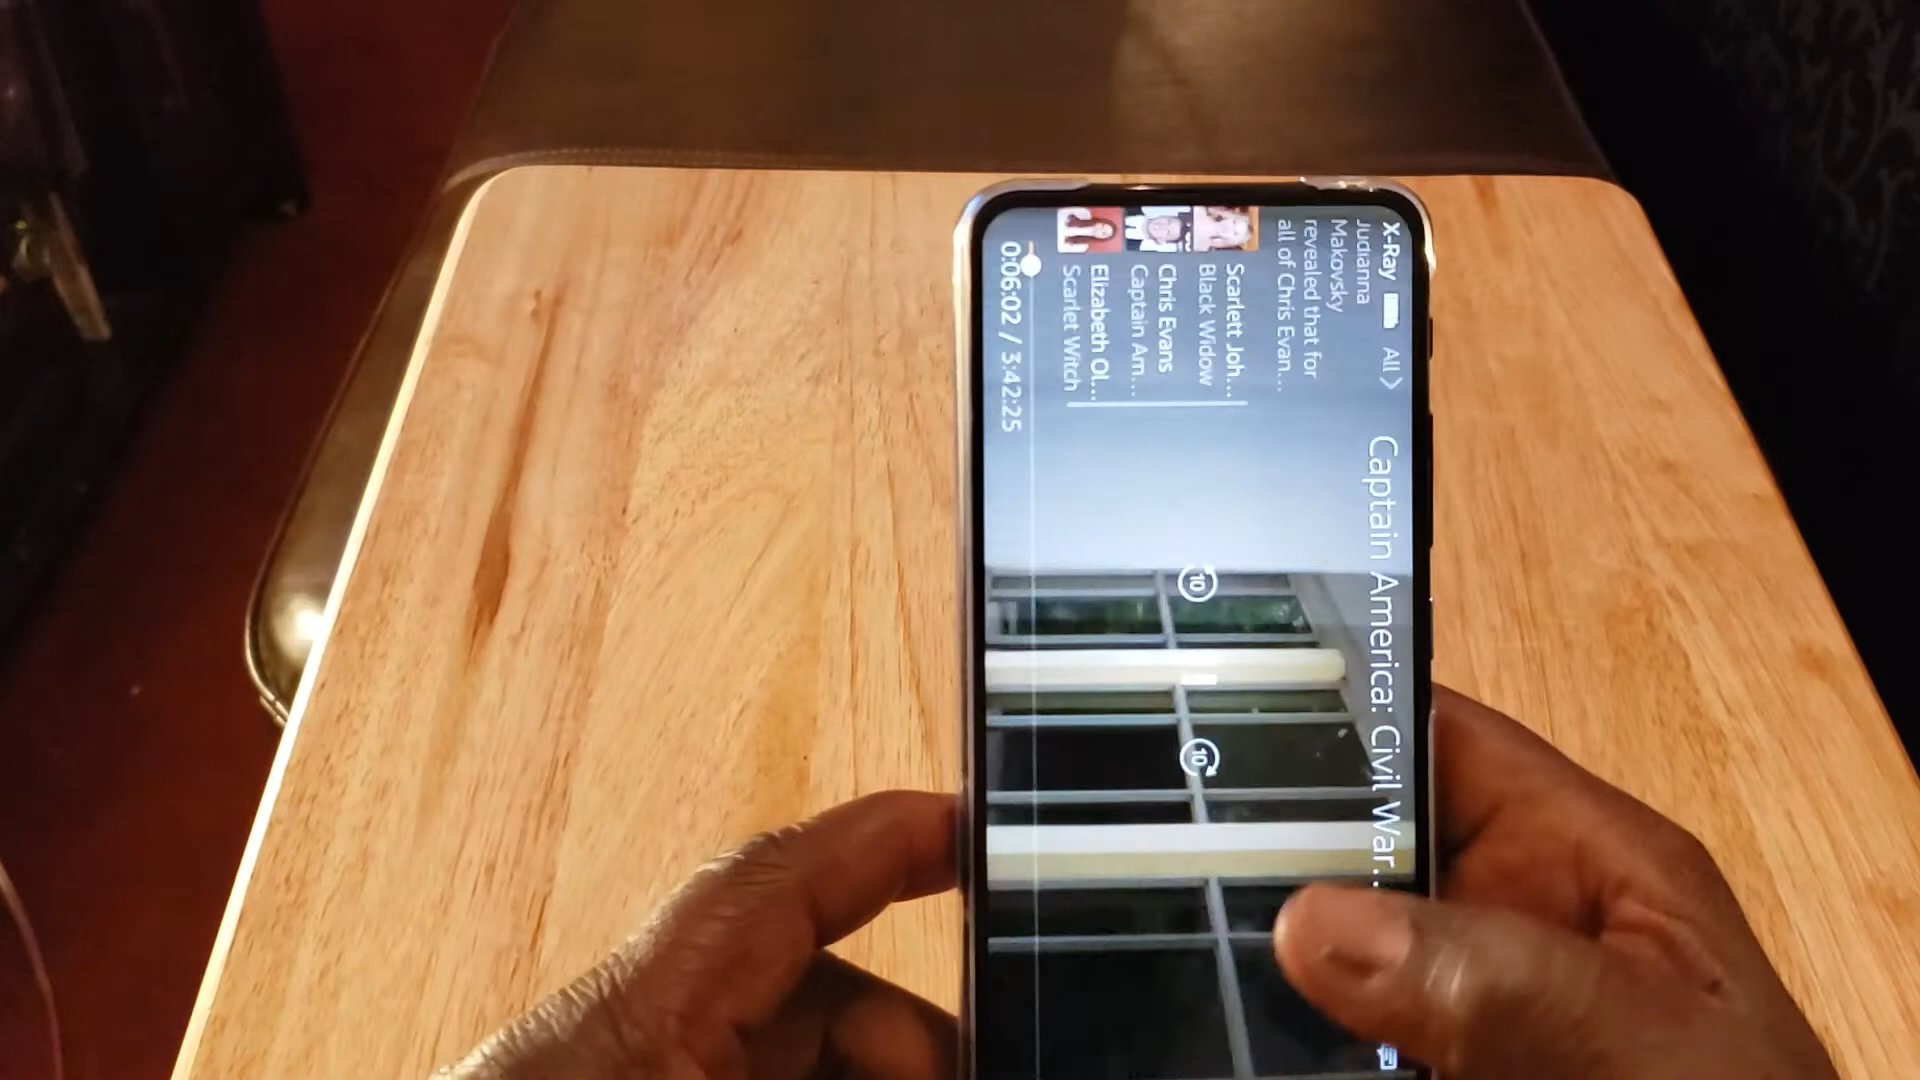 X-Ray
All
Captain America: Civil War...
Judianna
Makovsky
revealed that for
all of Chris Evan...
Scarlett Joh...
Black Widow
Chris Evans
Captain Am...
Elizabeth Ol...
Scarlet Witch
10
10
0:06:02 / 3:42:25